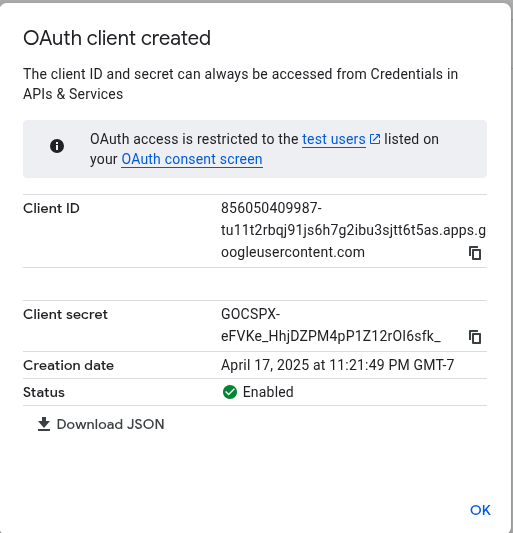 OAuth client created
The client ID and secret can always be accessed from Credentials in
APIs & Services
OAuth access is restricted to the test users listed on
your OAuth consent screen
Client ID
856050409987-
tu11t2rbqj91js6h7g2ibu3sjtt6t5as.apps.g
oogleusercontent.com
Client secret
GOCSPX-
eFVKe_HhjDZPM4pP1Z12rOl6sfk_
Creation date
April 17, 2025 at 11:21:49 PM GMT-7
Status
Enabled
Download JSON
OK